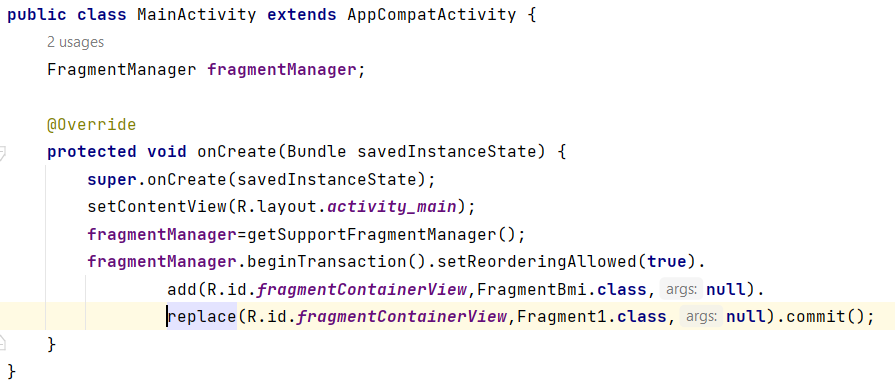 public class MainActivity extends AppCompatActivity {
2 usages
FragmentManager fragmentManager;
@Override
protected void onCreate(Bundle savedInstanceState) {
super.onCreate(savedInstanceState);
setContentView(R.layout.activity_main);
fragmentManager=getSupportFragmentManager();
fragmentManager.beginTransaction().setReorderingAllowed(true).
add(R.id.fragmentContainerView,FragmentBmi.class, args: null).
replace(R.id.fragmentContainerView,Fragment1.class, args: null).commit();
}
}